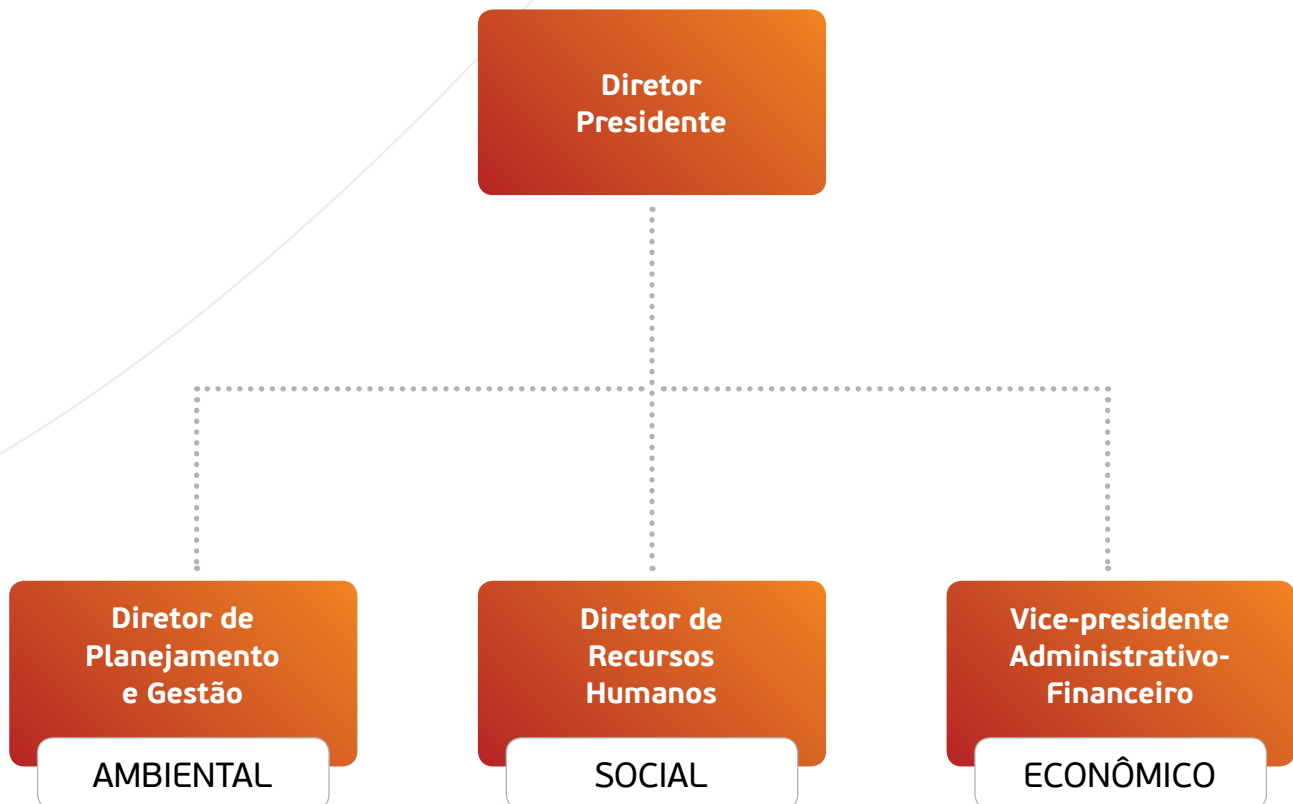 Diretor
Presidente
Diretor de
Planejamento
e Gestão
AMBIENTAL
Diretor de
Recursos
Humanos
SOCIAL
Vice-presidente
Administrativo-
Financeiro
ECONÔMICO